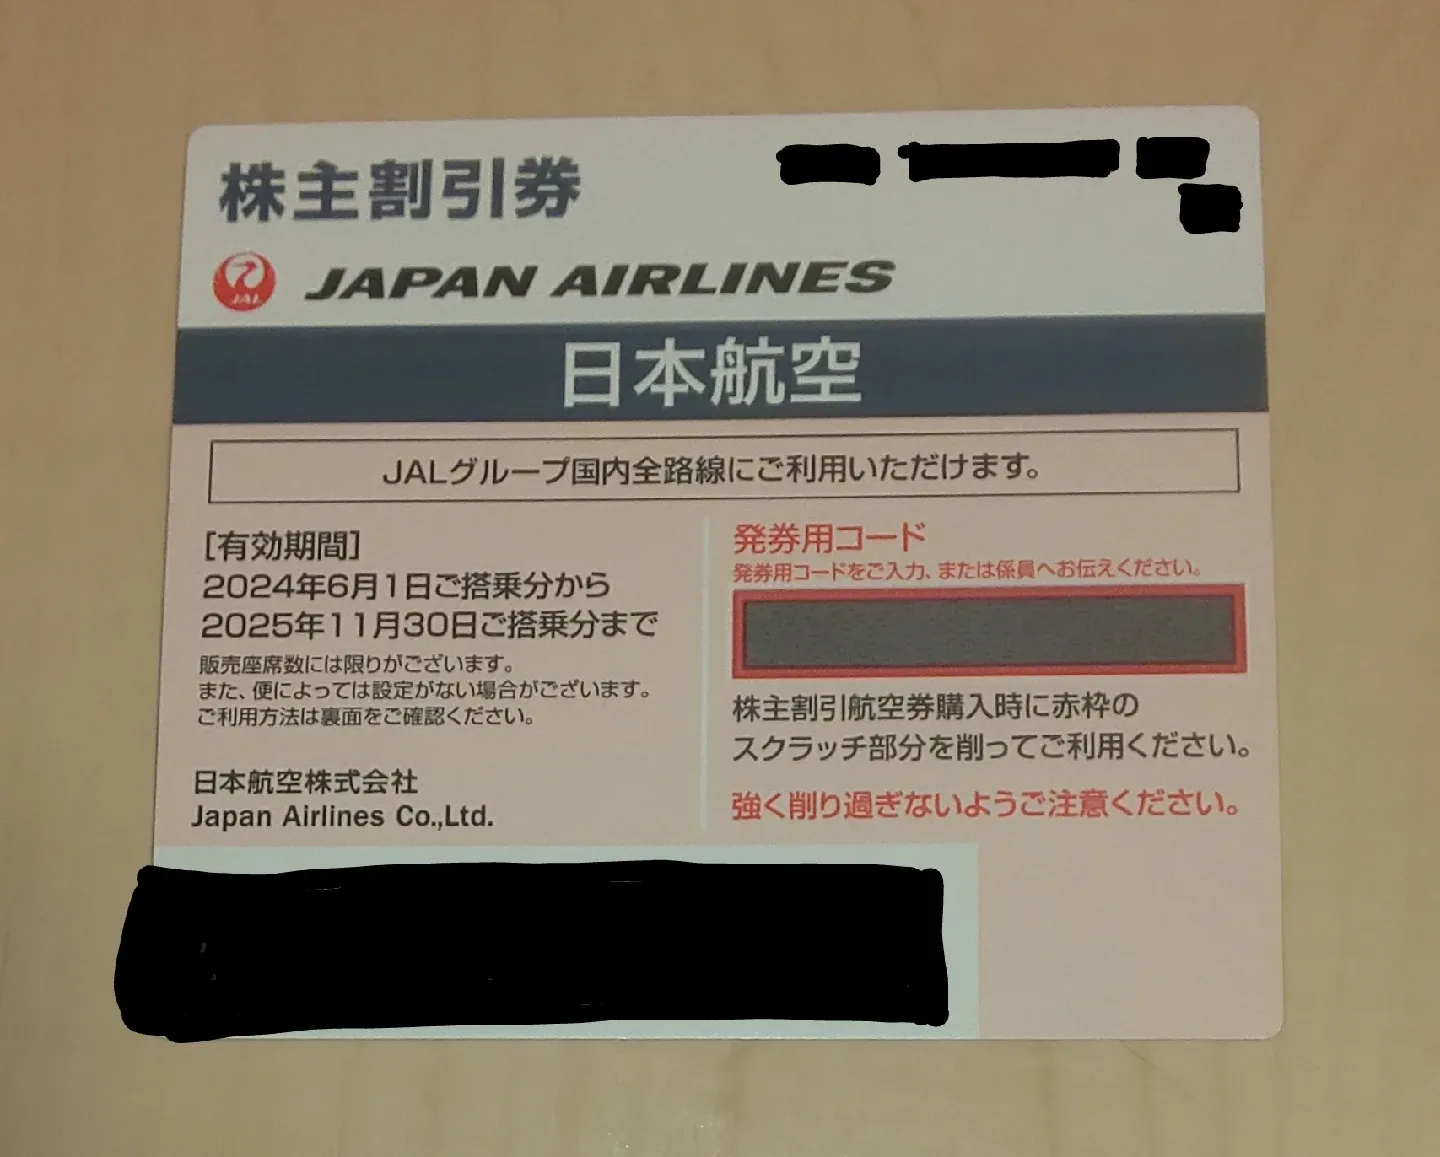 株主割引券
JAL JAPAN AIRLINES
日本航空
JALグループ国内全路線にご利用いただけます。
[有効期間]
2024年6月1日ご搭乗分から
2025年11月30日ご搭乗分まで
販売座席数には限りがございます。
また、便によっては設定がない場合がございます。
ご利用方法は裏面をご確認ください。
日本航空株式会社
Japan Airlines Co.,Ltd.
発券用コード
発券用コードをご入力、または係員へお伝えください。
株主割引航空券購入時に赤枠の
スクラッチ部分を削ってご利用ください。
強く削り過ぎないようご注意ください。